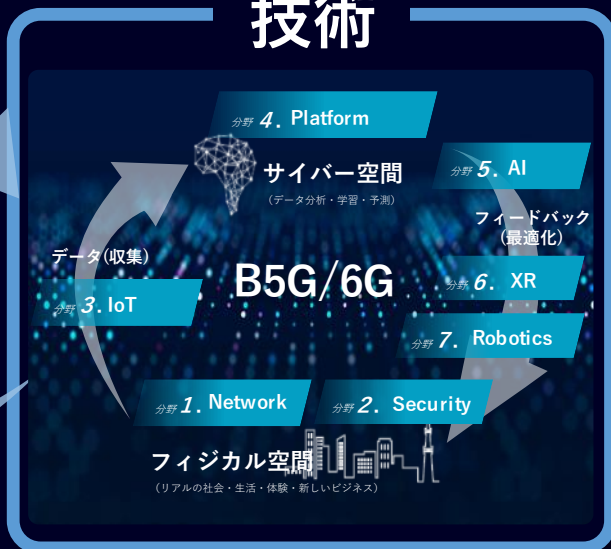 技術
分野 4. Platform
サイバー空間
(データ分析・学習・予測)
分野 5. AI
フィードバック
(最適化)
データ(収集)
B5G/6G
分野 6. XR
分野 3. IoT
分野 7. Robotics
分野 1. Network
分野 2. Security
フィジカル空間
(リアルの社会・生活・体験・新しいビジネス)